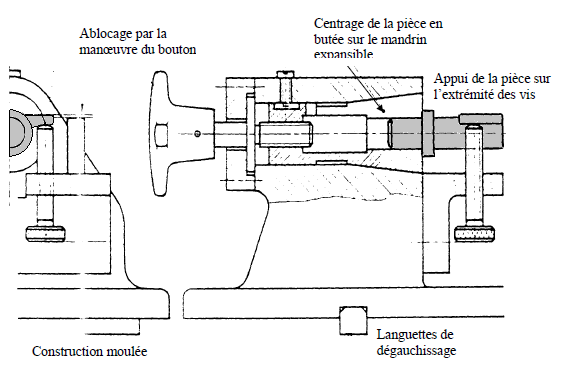 Ablocage par la
manœuvre du bouton
Centrage de la pièce en
butée sur le mandrin
expansible
Appui de la pièce sur
l'extrémité des vis
Construction moulée
Languettes de
dégauchissage